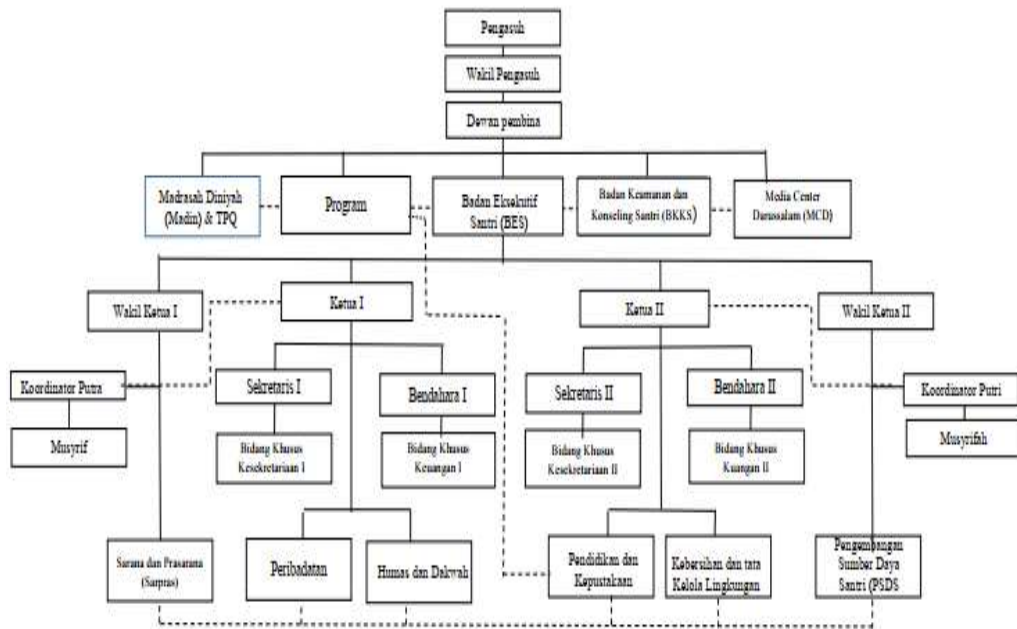 Pengasuh
Wakil Pengasuh
Dewan pembina
Madrasah Diniyah
(Madin) & TPQ
Program
Badan Eksekutif
Santri (BES)
Badan Keamanan dan
Konseling Santri (BKKS)
Media Center
Darussalam (MCD)
Wakil Ketua I
Ketua I
Ketua II
Wakil Ketua II
Koordinator Putra
Sekretaris I
Bendahara I
Sekretaris II
Bendahara II
Koordinator Putri
Musyrif
Bidang Khusus
Kesekretariaan I
Bidang Khusus
Keuangan I
Bidang Khusus
Kesekretariaan II
Bidang Khusus
Kuangan II
Musyrifah
Sarana dan Prasarana
(Sarpras)
Peribadatan
Humas dan Dakwah
Pendidikan dan
Kepustakaan
Kebersihan dan tata
Kelola Lingkungan
Pengembangan
Sumber Daya
Santri (PSDS